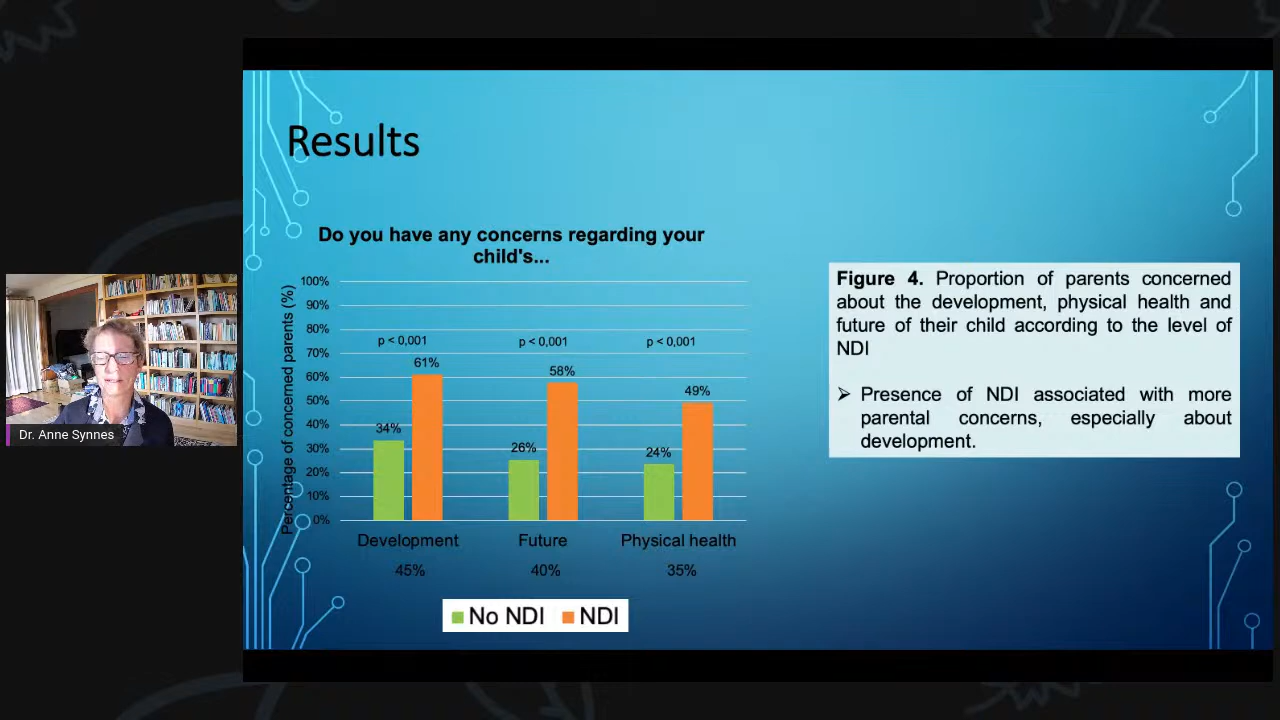 Results
Do you have any concerns regarding your
child's...
Percentage of concerned parents (%)
100%
90%
80%
70%
60%
50%
40%
30%
20%
10%
0%
p < 0,001
p < 0,001
p < 0,001
34%
61%
26%
58%
24%
49%
Development
Future
Physical health
45%
40%
35%
No NDI
NDI
Figure 4. Proportion of parents concerned
about the development, physical health and
future of their child according to the level of
NDI
➢ Presence of NDI associated with more
parental concerns, especially about
development.
Dr. Anne Synnes